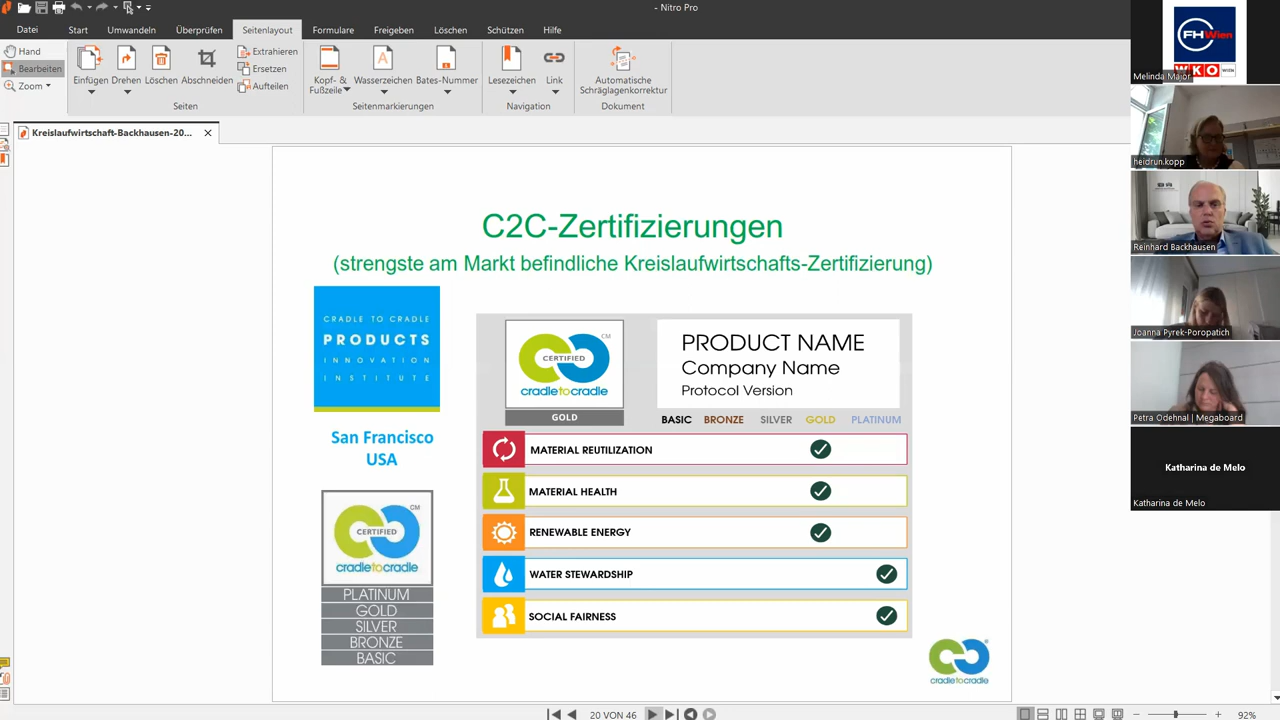 - Nitro Pro
Datei
Start
Umwandeln
Überprüfen
Seitenlayout
Formulare
Freigeben
Löschen
Schützen
Hilfe
Hand
Bearbeiten
Zoom
Einfügen
Drehen
Löschen
Abschneiden
Extrahieren
Ersetzen
Aufteilen
Seiten
Kopf- &
Fußzeile
Wasserzeichen
Bates-Nummer
Seitenmarkierungen
Lesezeichen
Link
Navigation
Automatische
Schräglagenkorrektur
Dokument
Kreislaufwirtschaft-Backhausen-20...
C2C-Zertifizierungen
(strengste am Markt befindliche Kreislaufwirtschafts-Zertifizierung)
CRADLE TO CRADLE
PRODUCTS
INNOVATION
INSTITUTE
San Francisco
USA
CERTIFIED
CM
cradletocradle
PLATINUM
GOLD
SILVER
BRONZE
BASIC
CERTIFIED
CM
cradletocradle
GOLD
PRODUCT NAME
Company Name
Protocol Version
BASIC BRONZE SILVER GOLD PLATINUM
MATERIAL REUTILIZATION
MATERIAL HEALTH
RENEWABLE ENERGY
WATER STEWARDSHIP
SOCIAL FAIRNESS
cradletocradle
20 VON 46
92%
FHWien
WKO
Melinda Major
heidrun.kopp
Reinhard Backhausen
Joanna Pyrek-Poropatich
Petra Odehnal | Megaboard
Katharina de Melo
Katharina de Melo